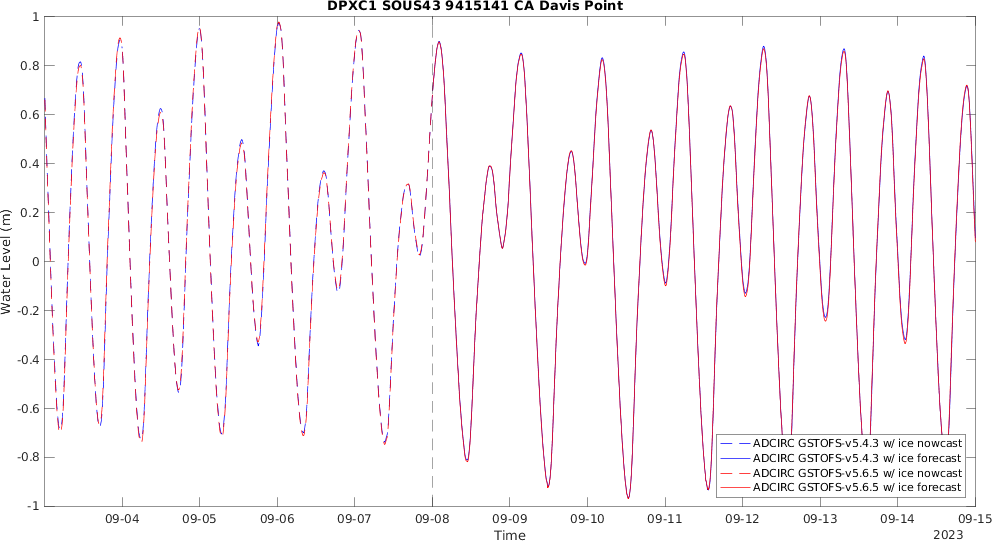 DPXC1 SOUS43 9415141 CA Davis Point
Water Level (m)
1
0.8
0.6
0.4
0.2
0
-0.2
-0.4
-0.6
-0.8
-1
ADCIRC GSTOFS-v5.4.3 w/ ice nowcast
ADCIRC GSTOFS-v5.4.3 w/ ice forecast
ADCIRC GSTOFS-v5.6.5 w/ ice nowcast
ADCIRC GSTOFS-v5.6.5 w/ ice forecast
09-04 09-05 09-06 09-07 09-08 09-09 09-10 09-11 09-12 09-13 09-14 09-15
Time
2023